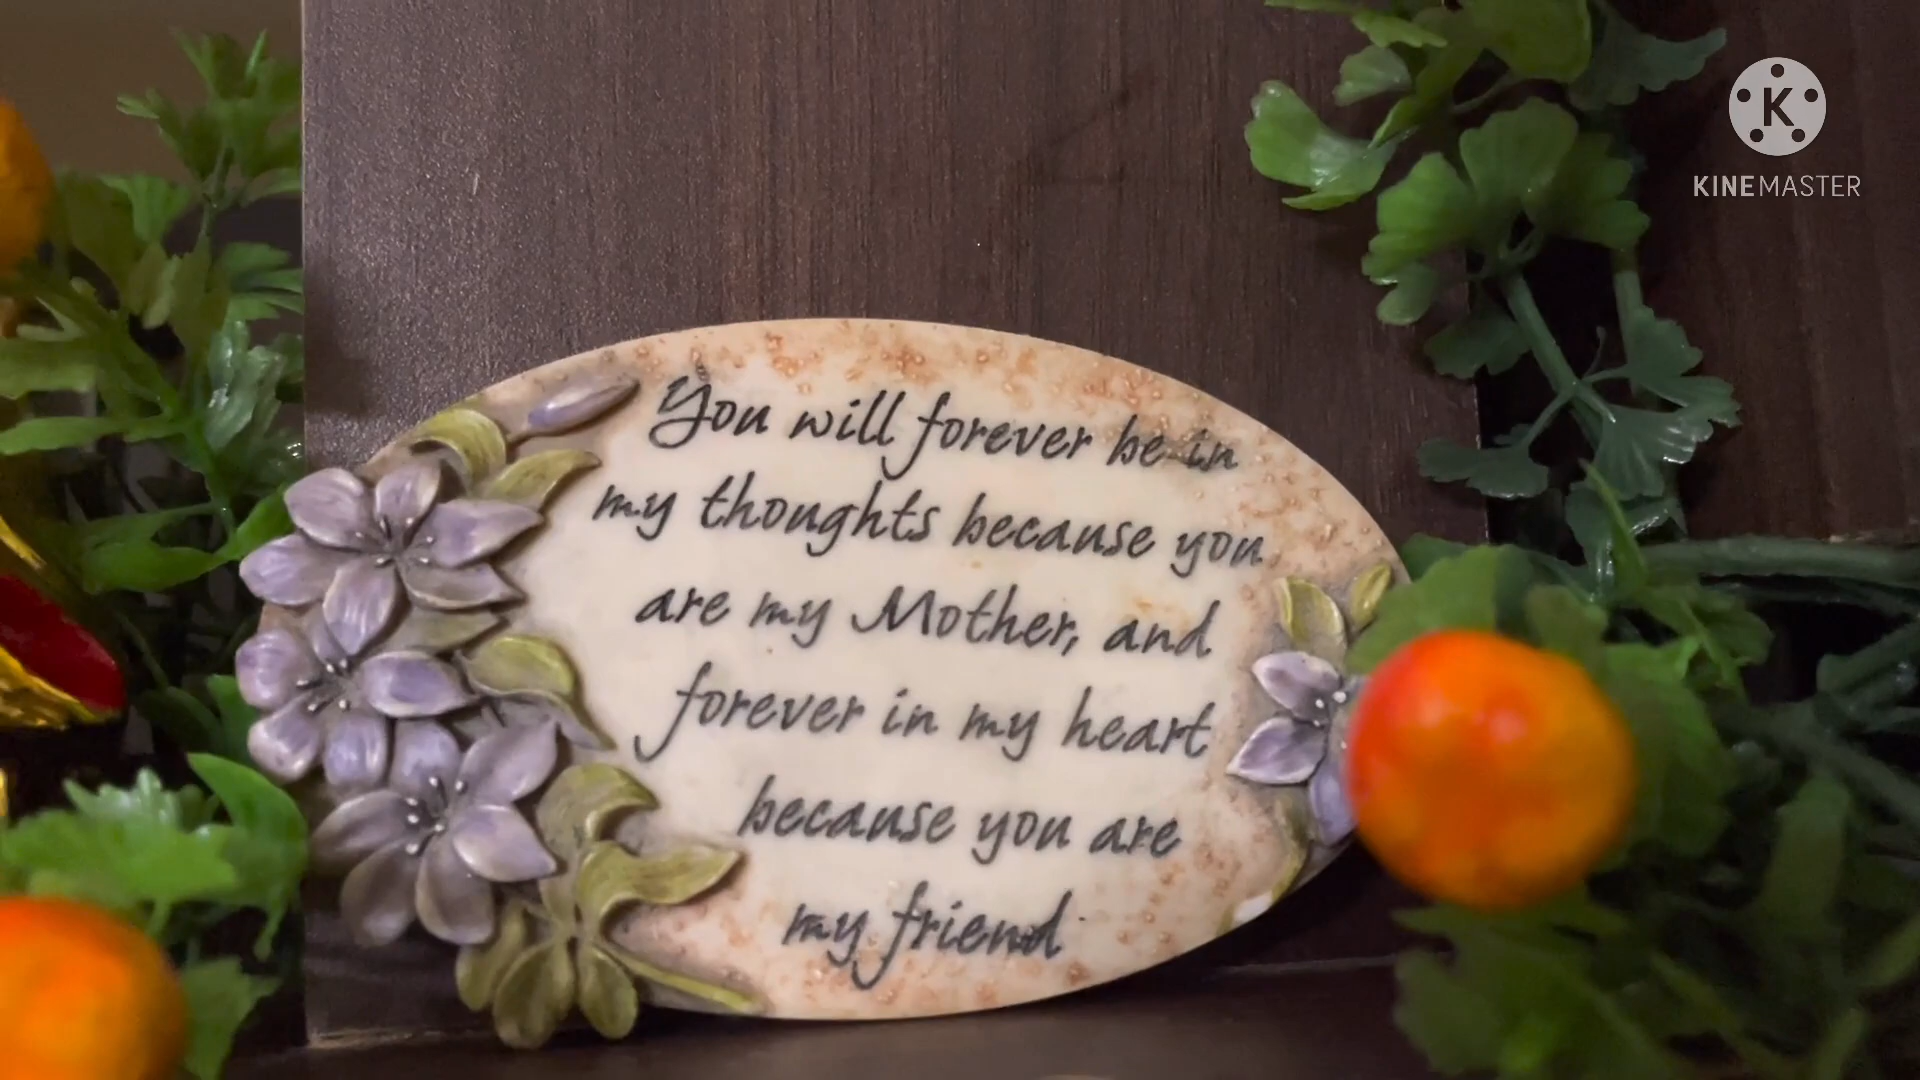 You will forever be in
my thoughts because you
are my Mother, and
forever in my heart
because you are
my friend
K
KINEMASTER